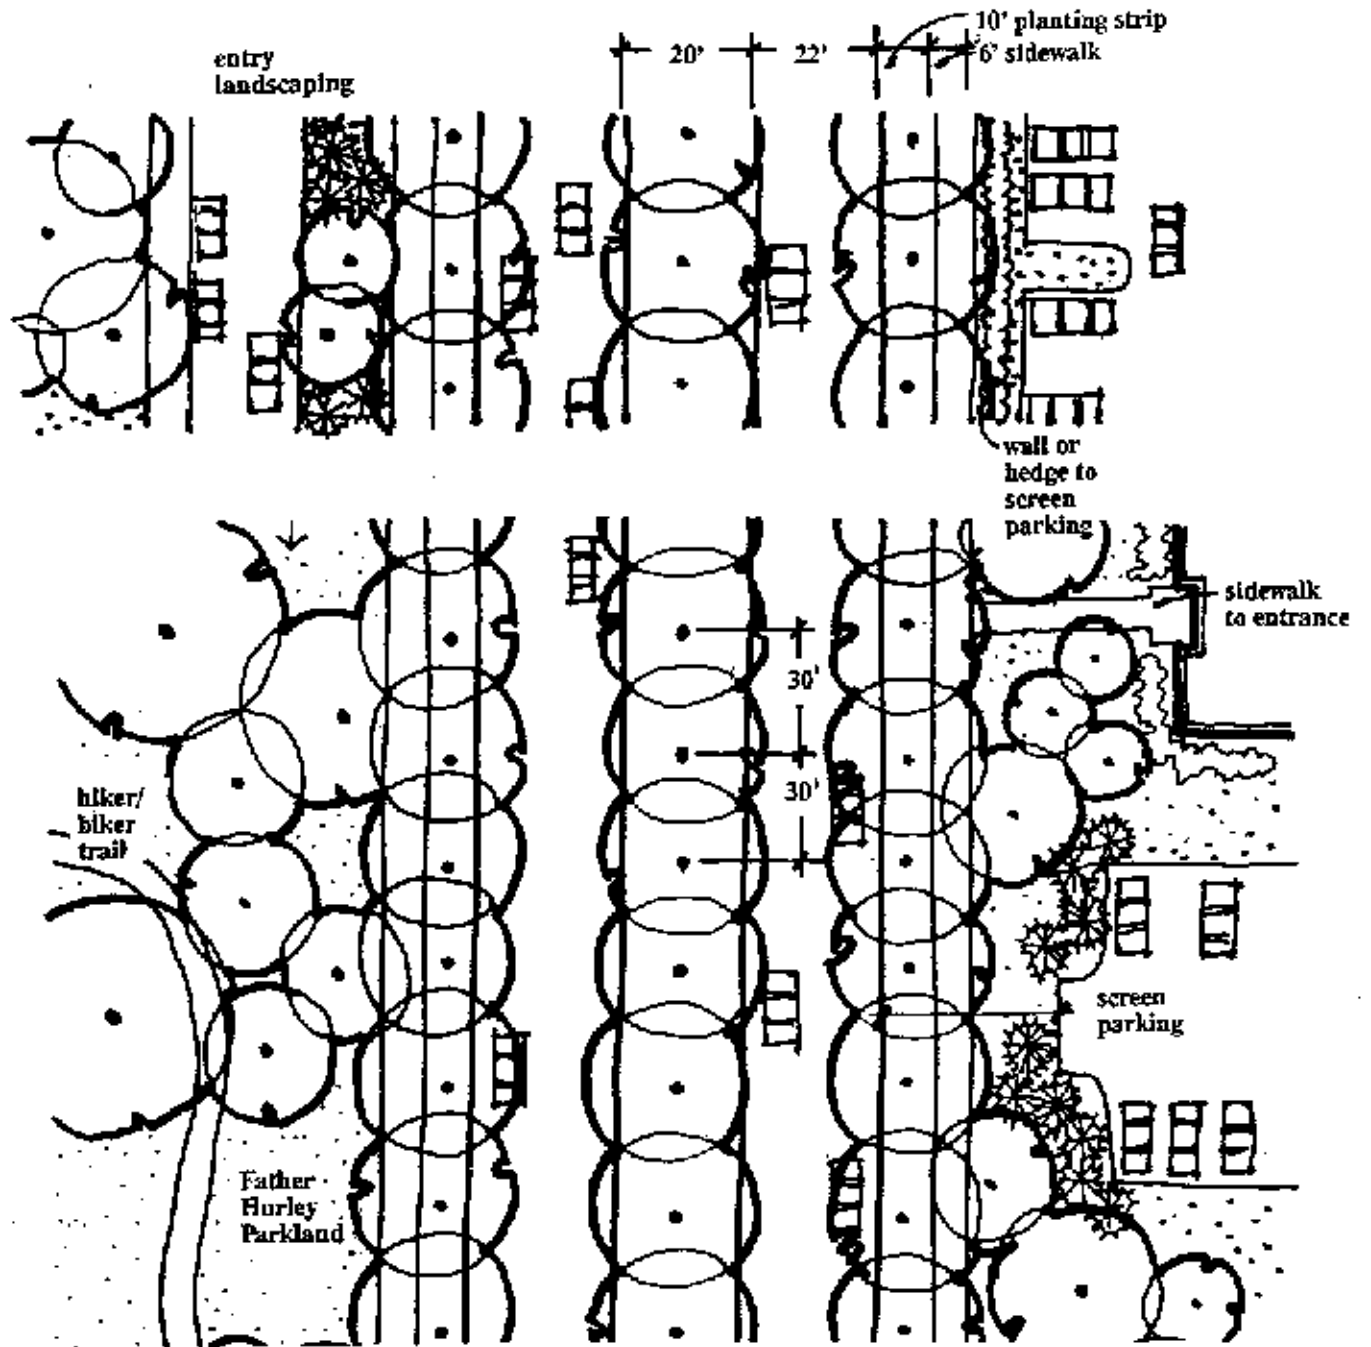 10' planting strip
20'
22'
6' sidewalk
entry
landscaping
wall or
hedge to
screen
parking
sidewalk
to entrance
30'
30'
hiker/
biker
trail
screen
parking
Father
Hurley
Parkland